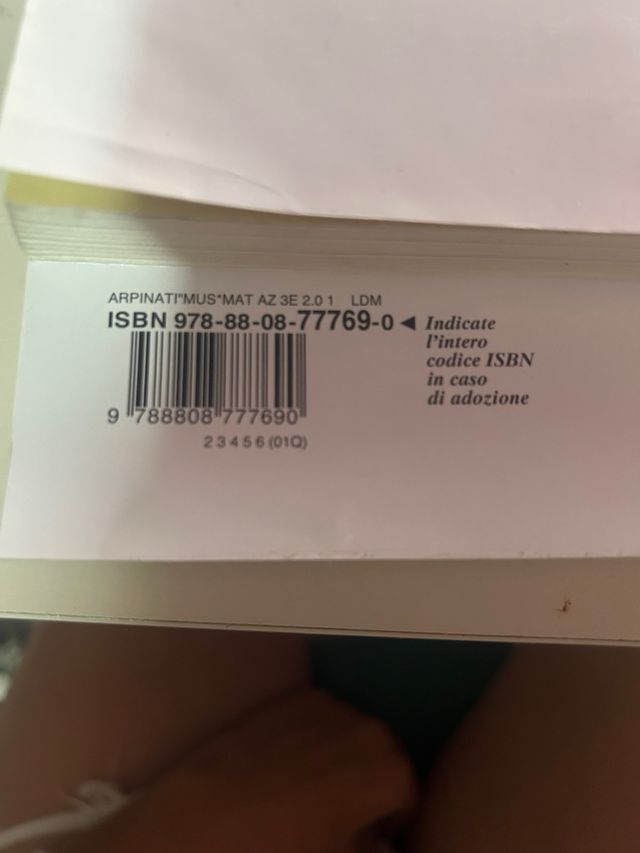 ARPINATI"MUS*MAT AZ 3E 2.0 1 LDM
ISBN 978-88-08-77769-0 ◄
9 788808 777690
2 3 4 5 6 (01Q)
Indicate
l'intero
codice ISBN
in caso
di adozione